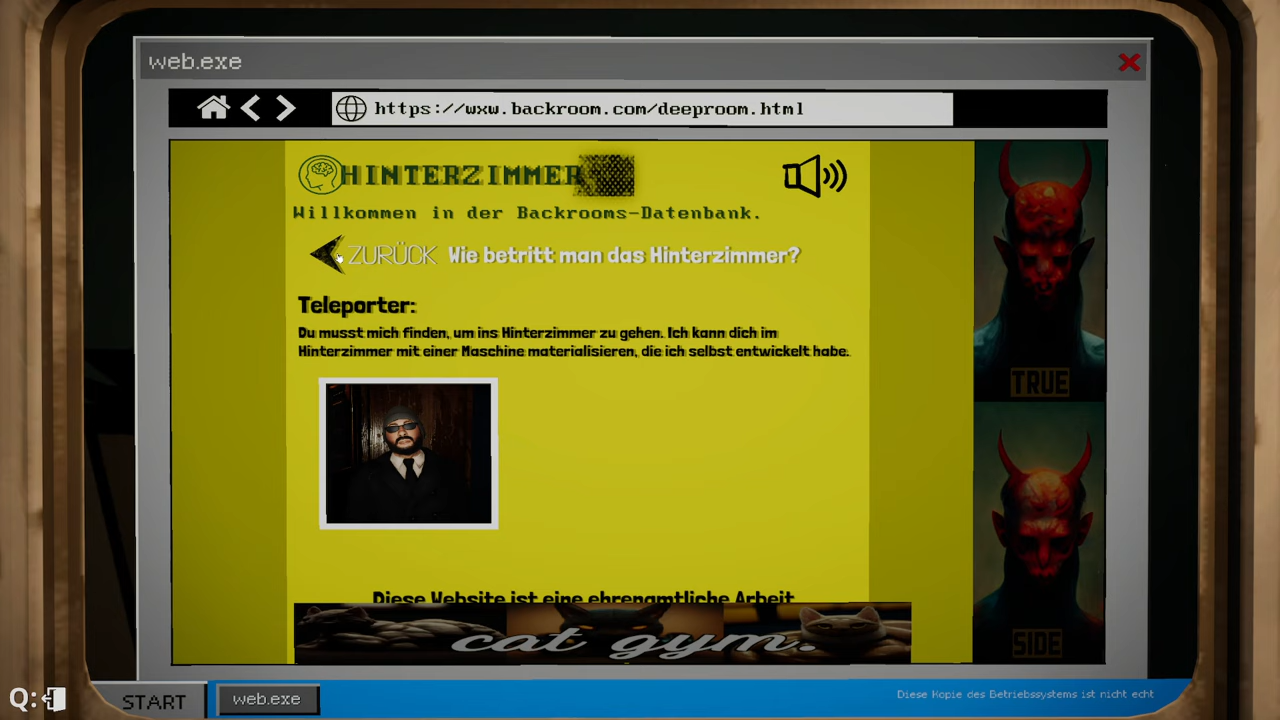 web.exe
https://wxw.backroom.com/deeproom.html
HINTERZIMMER
Willkommen in der Backrooms-Datenbank.
ZURÜCK Wie betritt man das Hinterzimmer?
Teleporter:
Du musst mich finden, um ins Hinterzimmer zu gehen. Ich kann dich im
Hinterzimmer mit einer Maschine materialisieren, die ich selbst entwickelt habe.
TRUE
Diese Website ist eine ehrenamtliche Arbeit
cat gym.
SIDE
Q:
START
web.exe
Diese Kopie des Betriebssystems ist nicht echt